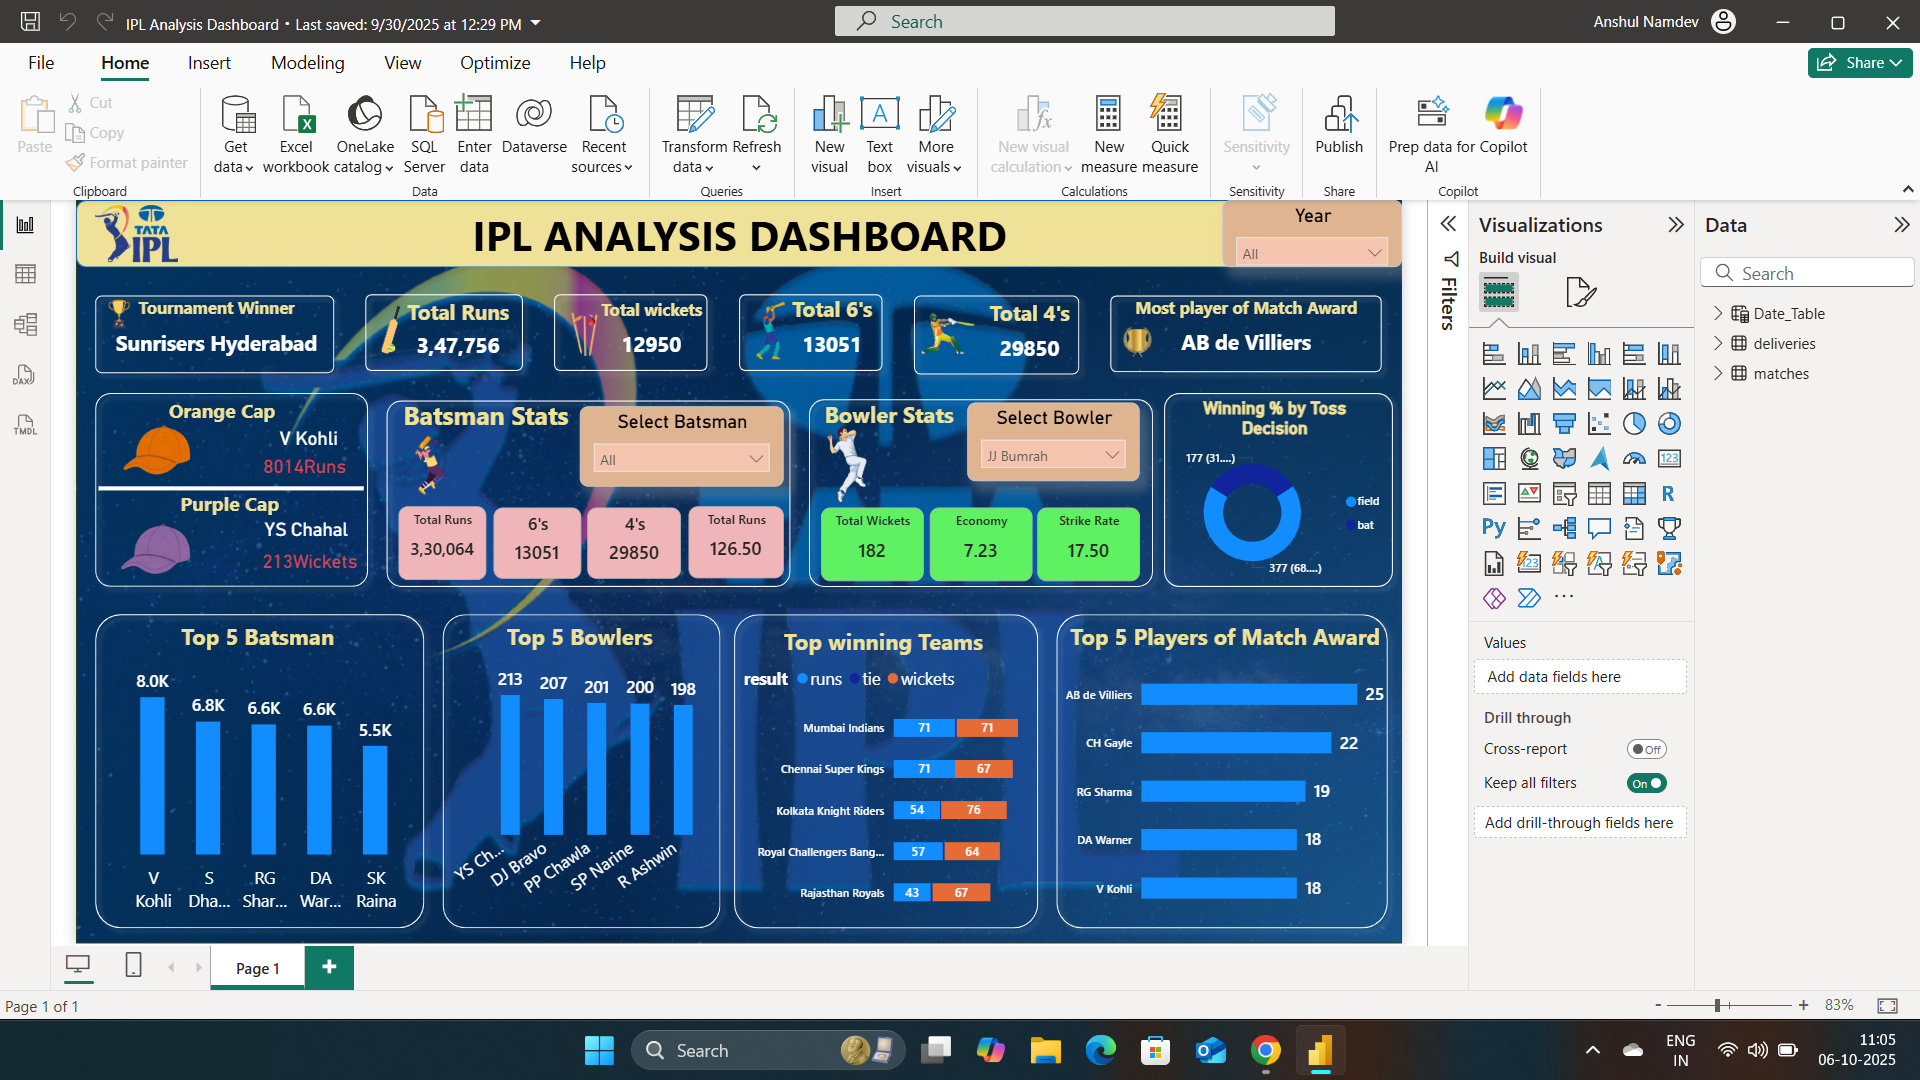 IPL Analysis Dashboard • Last saved: 9/30/2025 at 12:29 PM
Search
Anshul Namdev
File Home Insert Modeling View Optimize Help
Share
Paste
Cut
Copy
Format painter
Clipboard
Get data
Excel workbook
OneLake catalog
SQL Server
Enter data
Dataverse
Recent sources
Data
Transform data
Refresh
Queries
New visual
Text box
More visuals
Insert
New visual calculation
New measure
Quick measure
Calculations
Sensitivity
Sensitivity
Publish
Share
Prep data for AI
Copilot
Copilot
TATA
IPL
IPL ANALYSIS DASHBOARD
Year
All
Tournament Winner
Sunrisers Hyderabad
Total Runs
3,47,756
Total wickets
12950
Total 6's
13051
Total 4's
29850
Most player of Match Award
AB de Villiers
Orange Cap
V Kohli
8014Runs
Purple Cap
YS Chahal
213Wickets
Batsman Stats
Select Batsman
All
Total Runs
3,30,064
6's
13051
4's
29850
Total Runs
126.50
Bowler Stats
Select Bowler
JJ Bumrah
Total Wickets
182
Economy
7.23
Strike Rate
17.50
Winning % by Toss Decision
177 (31....)
377 (68....)
field
bat
Top 5 Batsman
8.0K
6.8K
6.6K
6.6K
5.5K
V Kohli
S Dha...
RG Shar...
DA War...
SK Raina
Top 5 Bowlers
213
207
201
200
198
YS Ch...
DJ Bravo
PP Chawla
SP Narine
R Ashwin
Top winning Teams
result runs tie wickets
Mumbai Indians 71 71
Chennai Super Kings 71 67
Kolkata Knight Riders 54 76
Royal Challengers Bang... 57 64
Rajasthan Royals 43 67
Top 5 Players of Match Award
AB de Villiers 25
CH Gayle 22
RG Sharma 19
DA Warner 18
V Kohli 18
Filters
Visualizations
Build visual
123
R
Py
123
Values
Add data fields here
Drill through
Cross-report
Off
Keep all filters
On
Add drill-through fields here
Data
Search
Date_Table
deliveries
matches
DAX
TMDL
Page 1
Page 1 of 1
- + 83%
Search
ENG
IN
11:05
06-10-2025